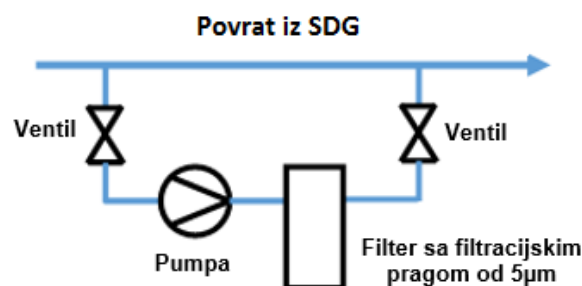 Povrat iz SDG
Ventil
Ventil
Pumpa
Filter sa filtracijskim
pragom od 5µm